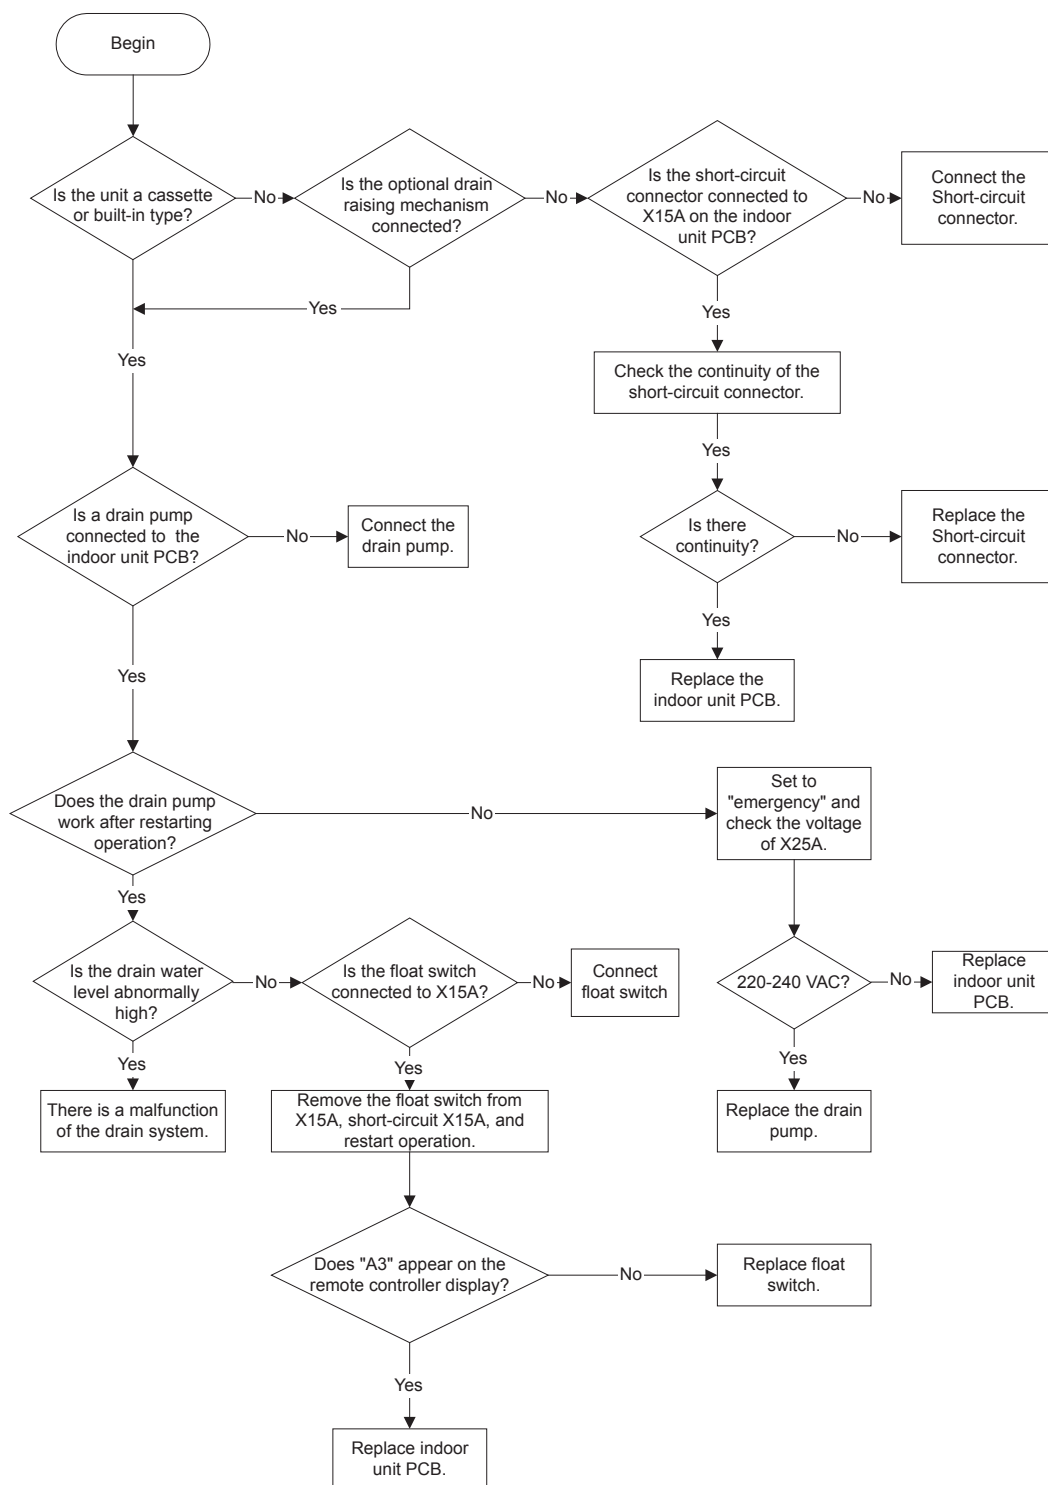 Begin
Is the unit a cassette
or built-in type?
No
Is the optional drain
raising mechanism
connected?
No
Is the short-circuit
connector connected to
X15A on the indoor
unit PCB?
No
Connect the
Short-circuit
connector.
Yes
Yes
Yes
Check the continuity of the
short-circuit connector.
Yes
Is a drain pump
connected to the
indoor unit PCB?
No
Connect the
drain pump.
Is there
continuity?
No
Replace the
Short-circuit
connector.
Yes
Yes
Replace the
indoor unit PCB.
Does the drain pump
work after restarting
operation?
No
Set to
"emergency" and
check the voltage
of X25A.
Yes
Is the drain water
level abnormally
high?
No
Is the float switch
connected to X15A?
No
Connect
float switch
220-240 VAC?
No
Replace
indoor unit
PCB.
Yes
Yes
Yes
There is a malfunction
of the drain system.
Remove the float switch from
X15A, short-circuit X15A, and
restart operation.
Replace the drain
pump.
Does "A3" appear on the
remote controller display?
No
Replace float
switch.
Yes
Replace indoor
unit PCB.